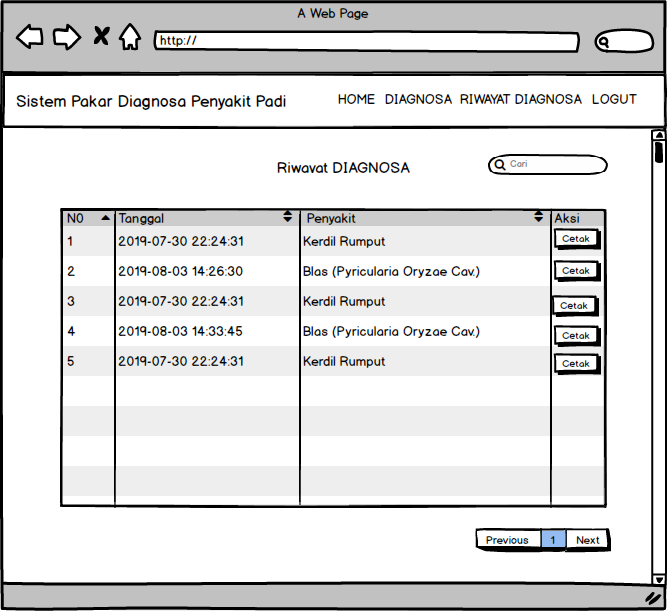 A Web Page
http://
Sistem Pakar Diagnosa Penyakit Padi HOME DIAGNOSA RIWAYAT DIAGNOSA LOGUT
Riwavat DIAGNOSA Cari
NO Tanggal Penyakit Aksi
1 2019-07-30 22:24:31 Kerdil Rumput Cetak
2 2019-08-03 14:26:30 Blas (Pyricularia Oryzae Cav.) Cetak
3 2019-07-30 22:24:31 Kerdil Rumput Cetak
4 2019-08-03 14:33:45 Blas (Pyricularia Oryzae Cav.) Cetak
5 2019-07-30 22:24:31 Kerdil Rumput Cetak
Previous 1 Next